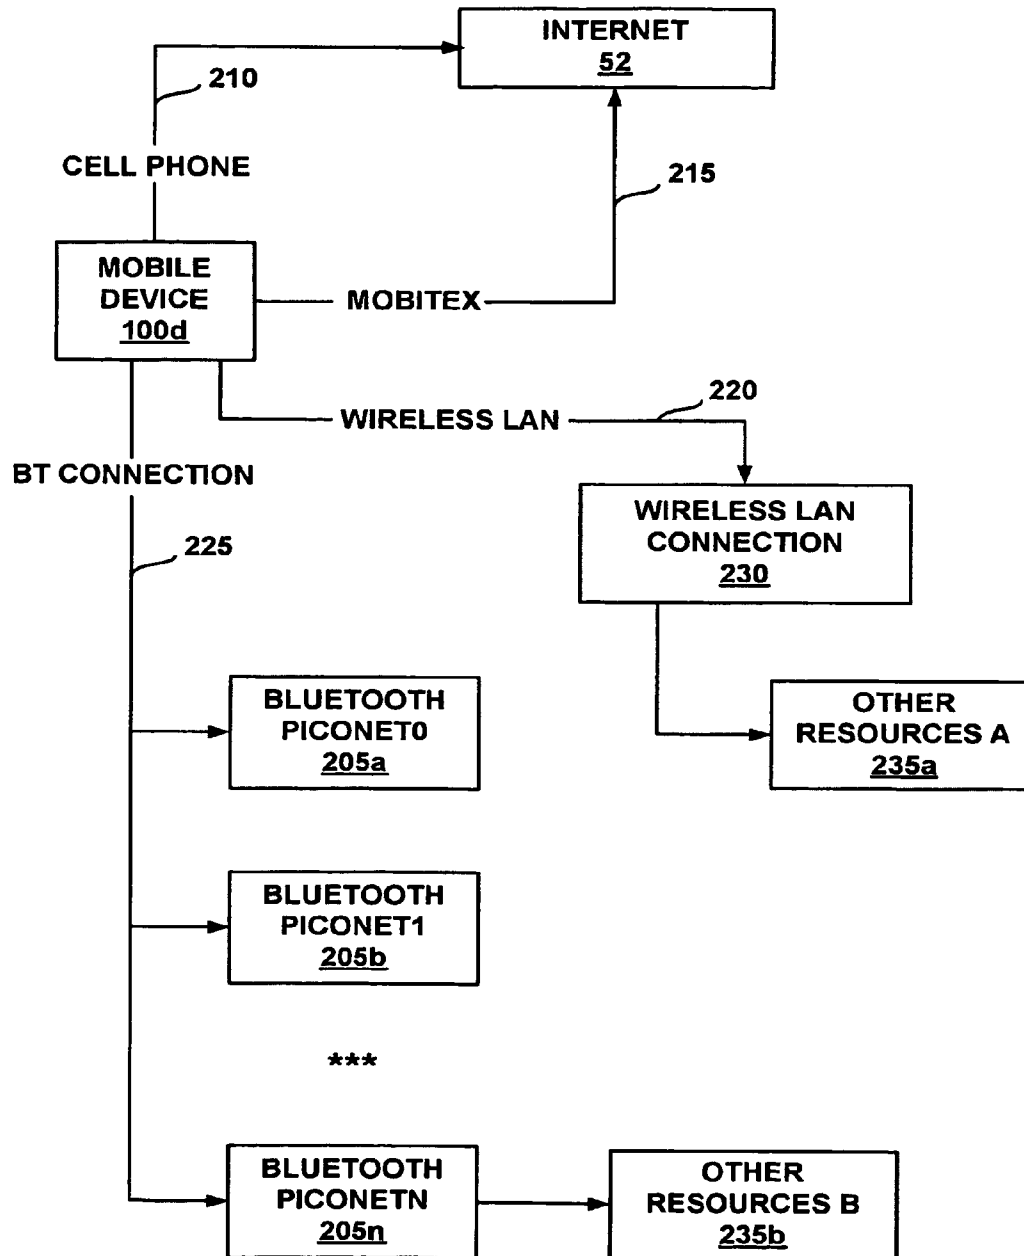 INTERNET
52
210
CELL PHONE
215
MOBILE
DEVICE
100d
MOBITEX
220
WIRELESS LAN
BT CONNECTION
WIRELESS LAN
CONNECTION
230
225
BLUETOOTH
PICONET0
205a
OTHER
RESOURCES A
235a
BLUETOOTH
PICONET1
205b
***
BLUETOOTH
PICONETN
205n
OTHER
RESOURCES B
235b